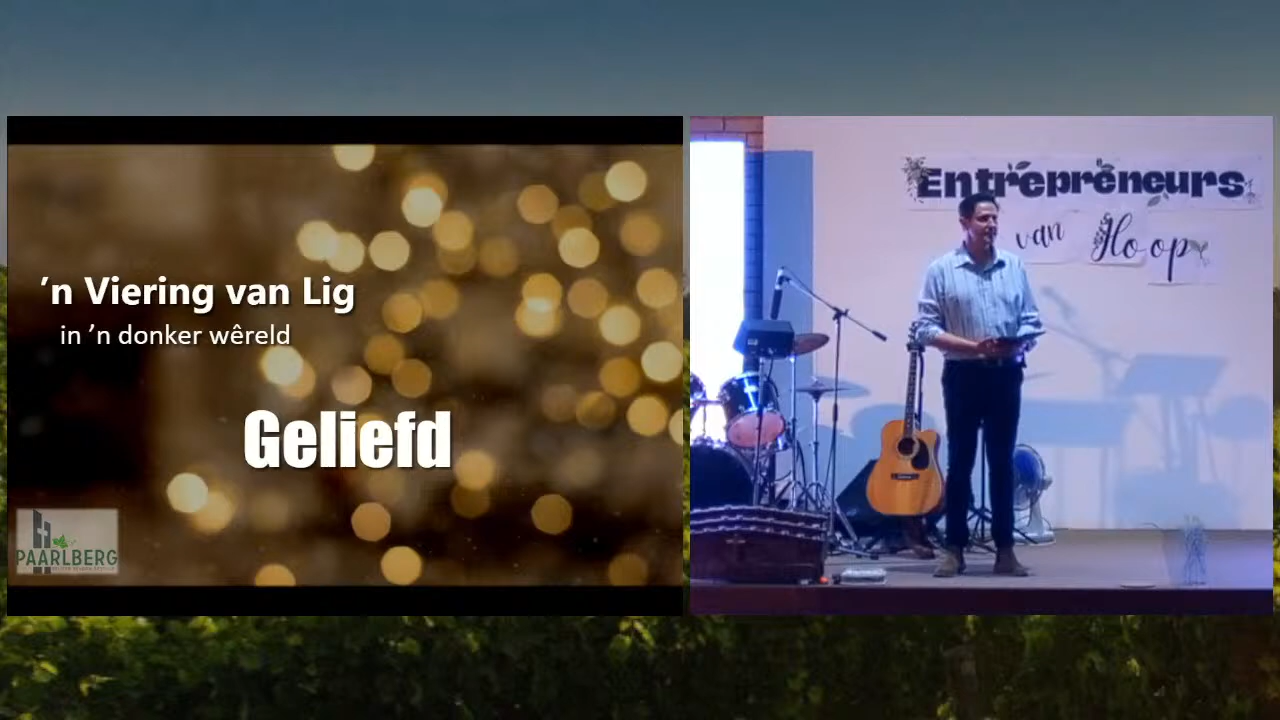 ’n Viering van Lig
in ’n donker wêreld
Geliefd
PAARLBERG
Entrepreneurs
van Hoop